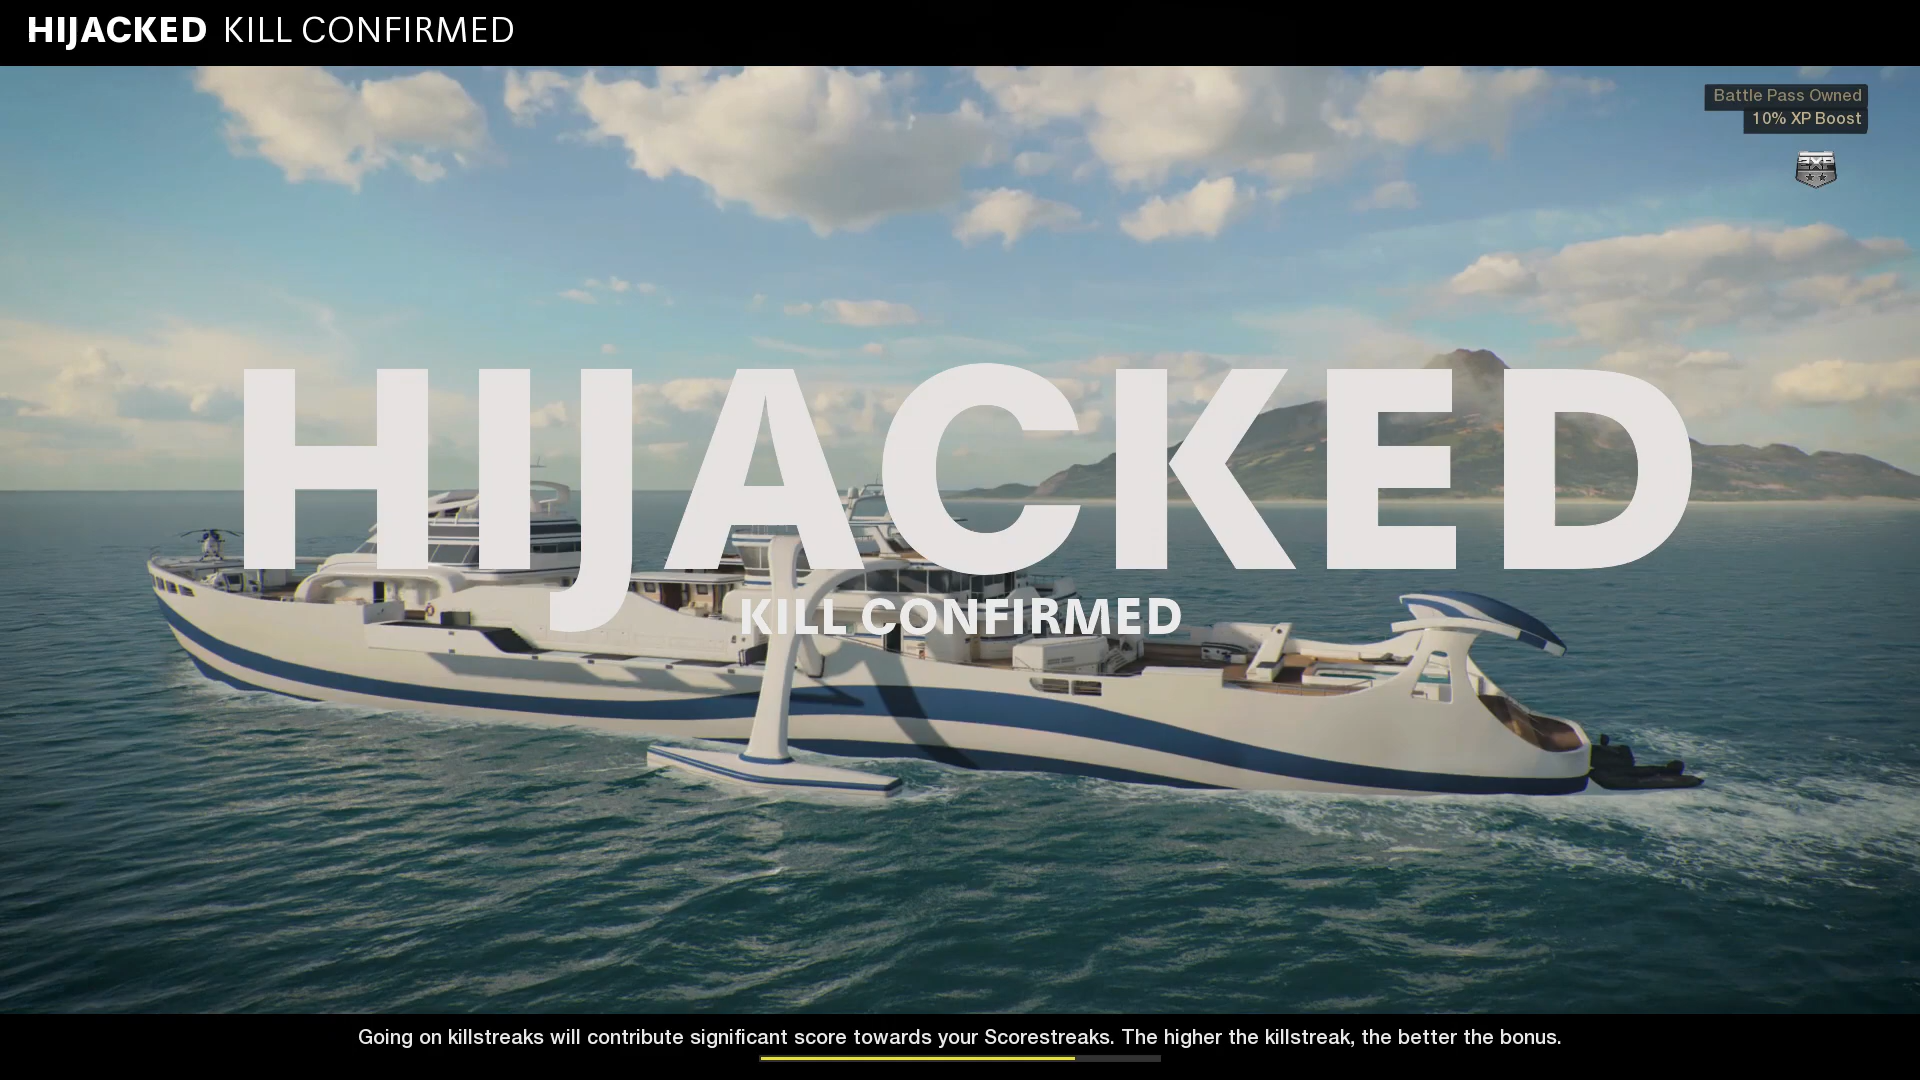 HIJACKED KILL CONFIRMED
Battle Pass Owned
10% XP Boost
2XP
HIJACKED
KILL CONFIRMED
Going on killstreaks will contribute significant score towards your Scorestreaks. The higher the killstreak, the better the bonus.